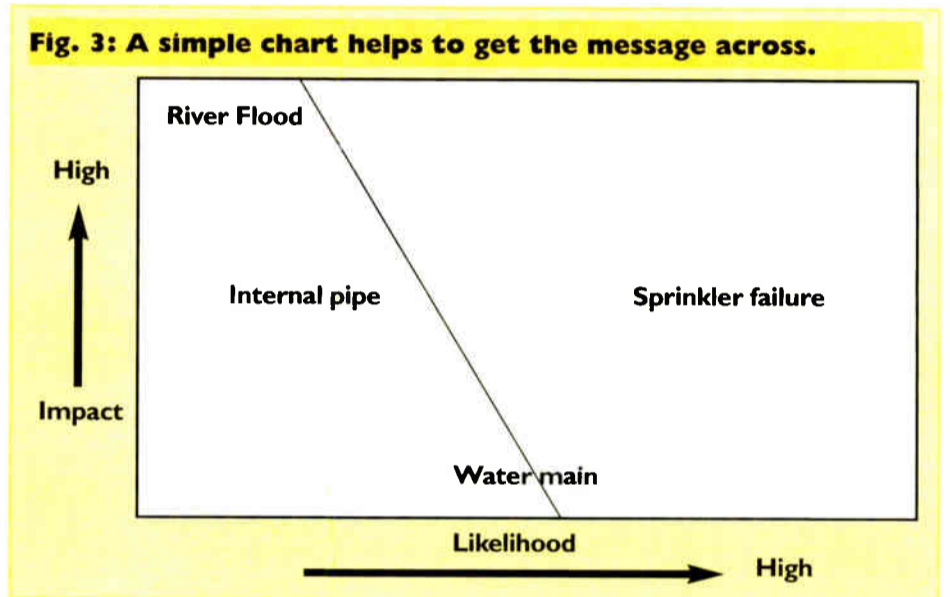 Fig. 3: A simple chart helps to get the message across.
River Flood
High
Internal pipe
Sprinkler failure
Impact
Water main
Likelihood
High